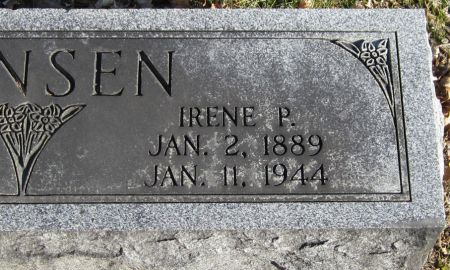 NSEN
IRENE P.
JAN. 2, 1889
JAN. 11, 1944